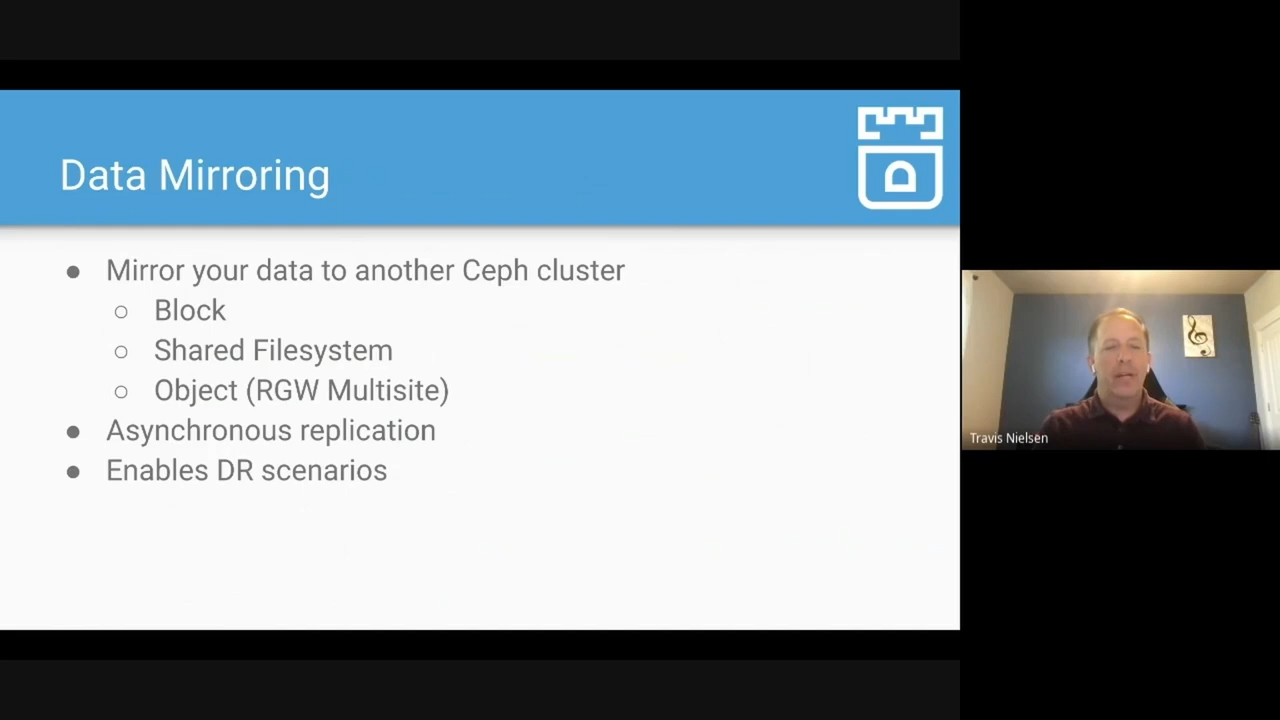 Data Mirroring
● Mirror your data to another Ceph cluster
○ Block
○ Shared Filesystem
○ Object (RGW Multisite)
● Asynchronous replication
● Enables DR scenarios
Travis Nielsen